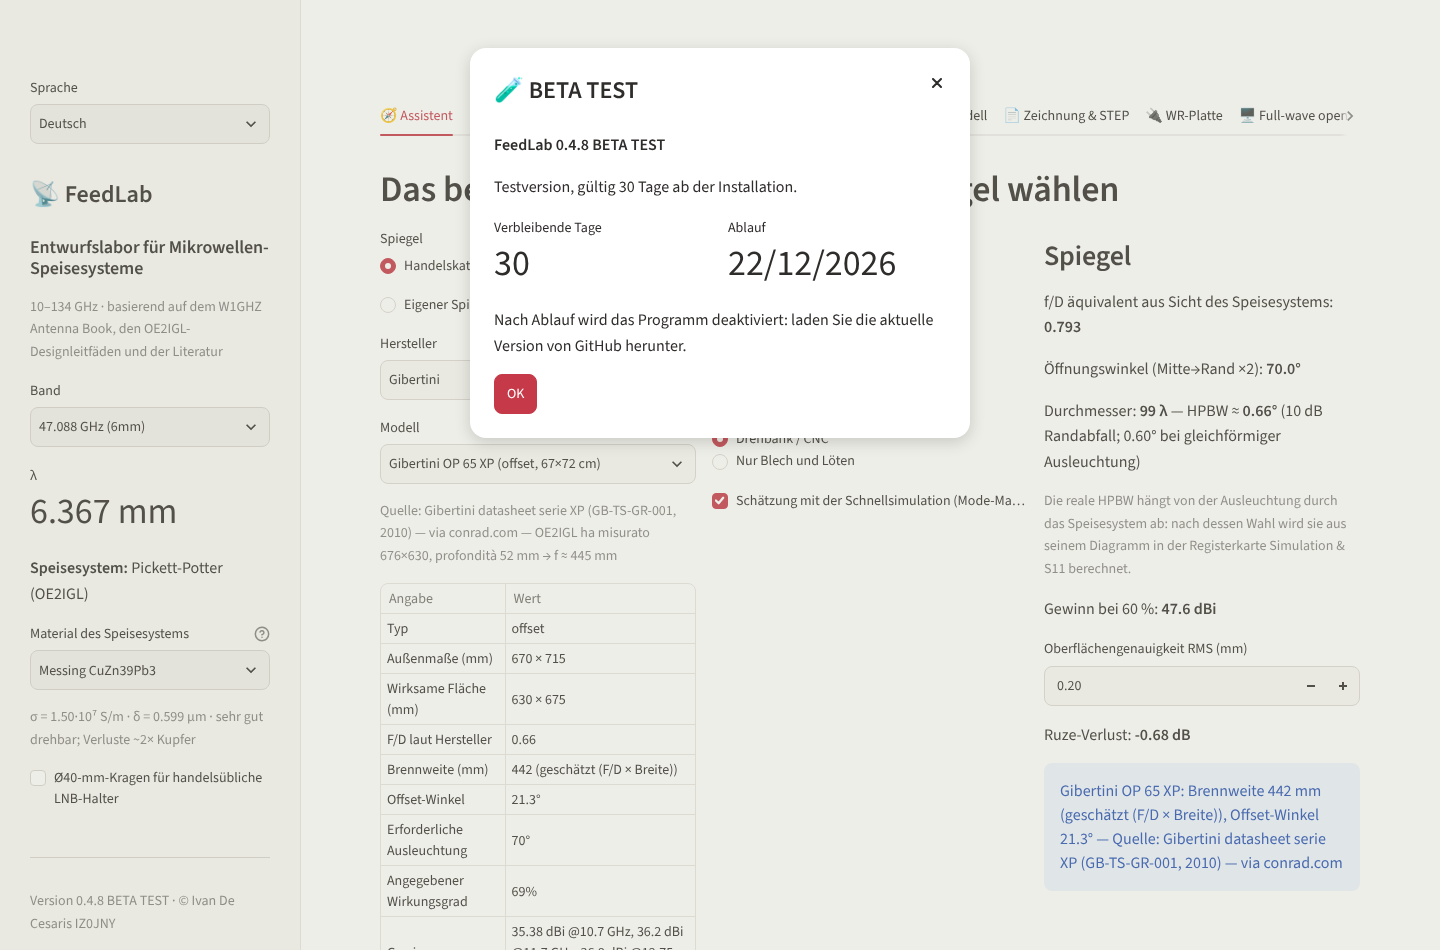 Sprache
Deutsch
FeedLab
Entwurfslabor für Mikrowellen-
Speisesysteme
10–134 GHz · basierend auf dem W1GHZ
Antenna Book, den OE2IGL-
Designleitfäden und der Literatur
Band
47.088 GHz (6mm)
λ
6.367 mm
Speisesystem: Pickett-Potter
(OE2IGL)
Material des Speisesystems
Messing CuZn39Pb3
σ = 1.50·10⁷ S/m · δ = 0.599 µm · sehr gut
drehbar; Verluste ~2× Kupfer
Ø40-mm-Kragen für handelsübliche
LNB-Halter
Version 0.4.8 BETA TEST · © Ivan De
Cesaris IZ0JNY
Assistent
Zeichnung & STEP
WR-Platte
Full-wave open
BETA TEST
FeedLab 0.4.8 BETA TEST
Testversion, gültig 30 Tage ab der Installation.
Verbleibende Tage
30
Ablauf
22/12/2026
Nach Ablauf wird das Programm deaktiviert: laden Sie die aktuelle
Version von GitHub herunter.
OK
Das
wählen
Spiegel
Handelskat
Eigener Spi
Hersteller
Gibertini
Modell
Gibertini OP 65 XP (offset, 67×72 cm)
Quelle: Gibertini datasheet serie XP (GB-TS-GR-001,
2010) — via conrad.com — OE2IGL ha misurato
676×630, profondità 52 mm → f ≈ 445 mm
Angabe Wert
Typ offset
Außenmaße (mm) 670 × 715
Wirksame Fläche
(mm) 630 × 675
F/D laut Hersteller 0.66
Brennweite (mm) 442 (geschätzt (F/D × Breite))
Offset-Winkel 21.3°
Erforderliche
Ausleuchtung 70°
Angegebener
Wirkungsgrad 69%
35.38 dBi @10.7 GHz, 36.2 dBi
Drehbank / CNC
Nur Blech und Löten
Schätzung mit der Schnellsimulation (Mode-Ma…
Spiegel
f/D äquivalent aus Sicht des Speisesystems:
0.793
Öffnungswinkel (Mitte→Rand ×2): 70.0°
Durchmesser: 99 λ — HPBW ≈ 0.66° (10 dB
Randabfall; 0.60° bei gleichförmiger
Ausleuchtung)
Die reale HPBW hängt von der Ausleuchtung durch
das Speisesystem ab: nach dessen Wahl wird sie aus
seinem Diagramm in der Registerkarte Simulation &
S11 berechnet.
Gewinn bei 60 %: 47.6 dBi
Oberflächengenauigkeit RMS (mm)
0.20
Ruze-Verlust: -0.68 dB
Gibertini OP 65 XP: Brennweite 442 mm
(geschätzt (F/D × Breite)), Offset-Winkel
21.3° — Quelle: Gibertini datasheet serie
XP (GB-TS-GR-001, 2010) — via conrad.com